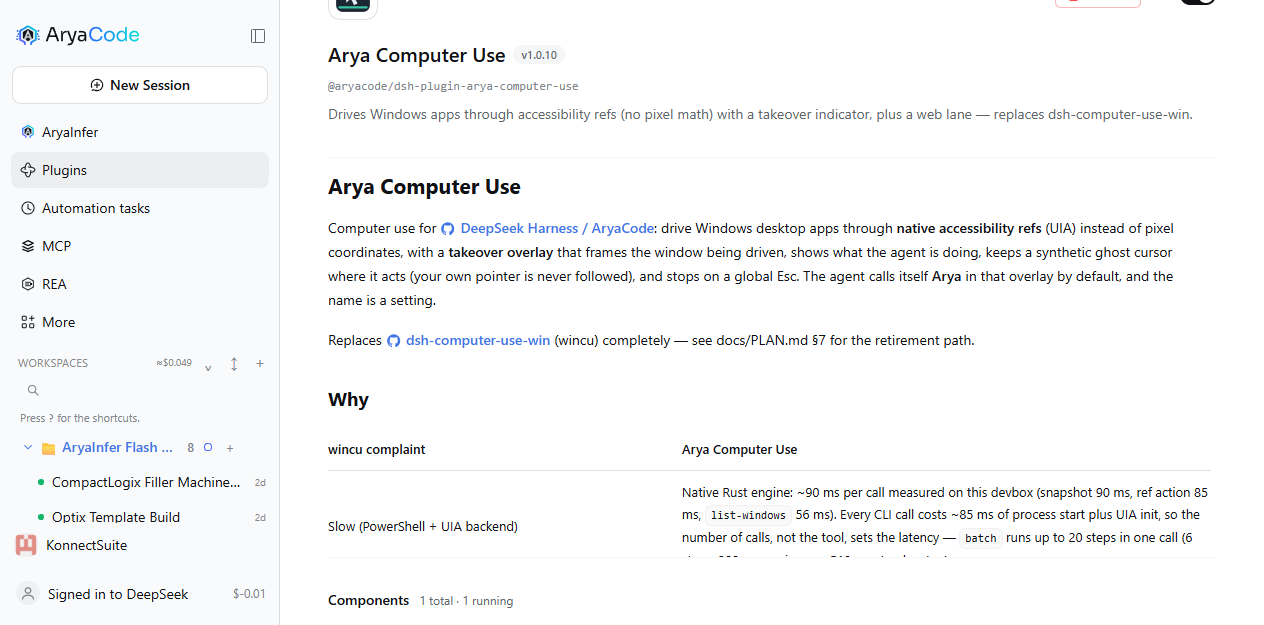 AryaCode
New Session
AryaInfer
Plugins
Automation tasks
MCP
REA
More
WORKSPACES ≈$0.049
Press ? for the shortcuts.
AryaInfer Flash ... 8
CompactLogix Filler Machine... 2d
Optix Template Build 2d
KonnectSuite
Signed in to DeepSeek $-0.01
Arya Computer Use v1.0.10
@aryacode/dsh-plugin-arya-computer-use
Drives Windows apps through accessibility refs (no pixel math) with a takeover indicator, plus a web lane — replaces dsh-computer-use-win.
Arya Computer Use
Computer use for DeepSeek Harness / AryaCode: drive Windows desktop apps through native accessibility refs (UIA) instead of pixel
coordinates, with a takeover overlay that frames the window being driven, shows what the agent is doing, keeps a synthetic ghost cursor
where it acts (your own pointer is never followed), and stops on a global Esc. The agent calls itself Arya in that overlay by default, and the
name is a setting.
Replaces dsh-computer-use-win (wincu) completely — see docs/PLAN.md §7 for the retirement path.
Why
wincu complaint Arya Computer Use
Slow (PowerShell + UIA backend)
Native Rust engine: ~90 ms per call measured on this devbox (snapshot 90 ms, ref action 85
ms, list-windows 56 ms). Every CLI call costs ~85 ms of process start plus UIA init, so the
number of calls, not the tool, sets the latency — batch runs up to 20 steps in one call (6
Components 1 total · 1 running